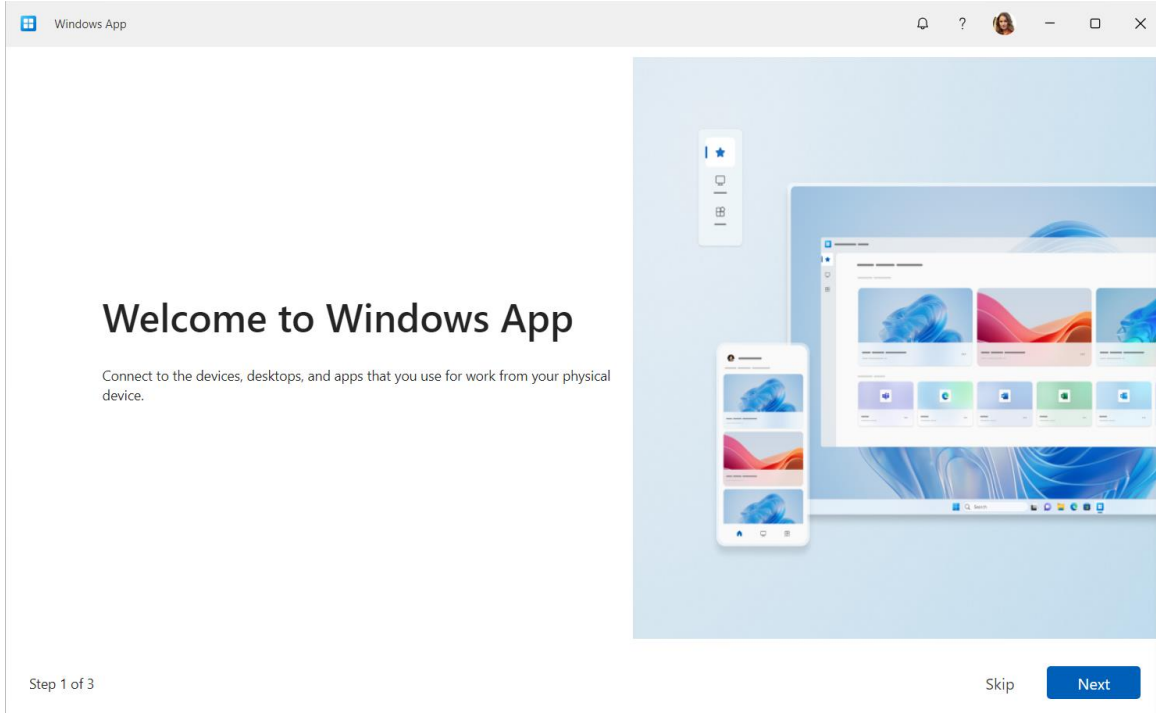 Windows App
?
Welcome to Windows App
Connect to the devices, desktops, and apps that you use for work from your physical
device.
Search
Step 1 of 3
Skip
Next